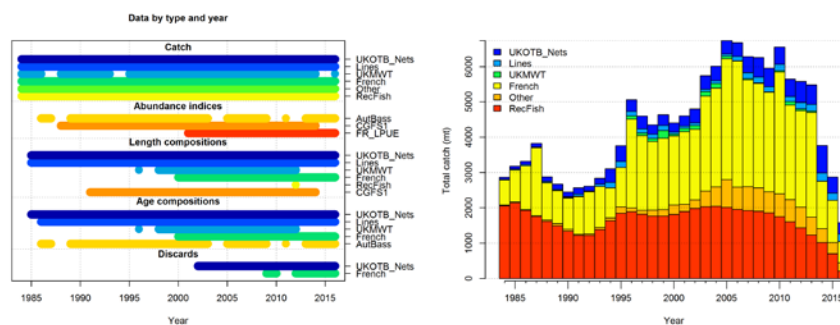 Data by type and year
Catch
UKOTB_Nets
Lines
UKMWT
French
Other
RecFish
Abundance indices
AutBass
CGFS1
FR_LPUE
Length compositions
UKOTB_Nets
Lines
UKMWT
French
RecFish
CGFS1
Age compositions
UKOTB_Nets
Lines
UKMWT
French
AutBass
Discards
UKOTB_Nets
French
1985 1990 1995 2000 2005 2010 2015
Year
Total catch (mt)
6000
5000
4000
3000
2000
1000
0
UKOTB_Nets
Lines
UKMWT
French
Other
RecFish
1985 1990 1995 2000 2005 2010 2015
Year